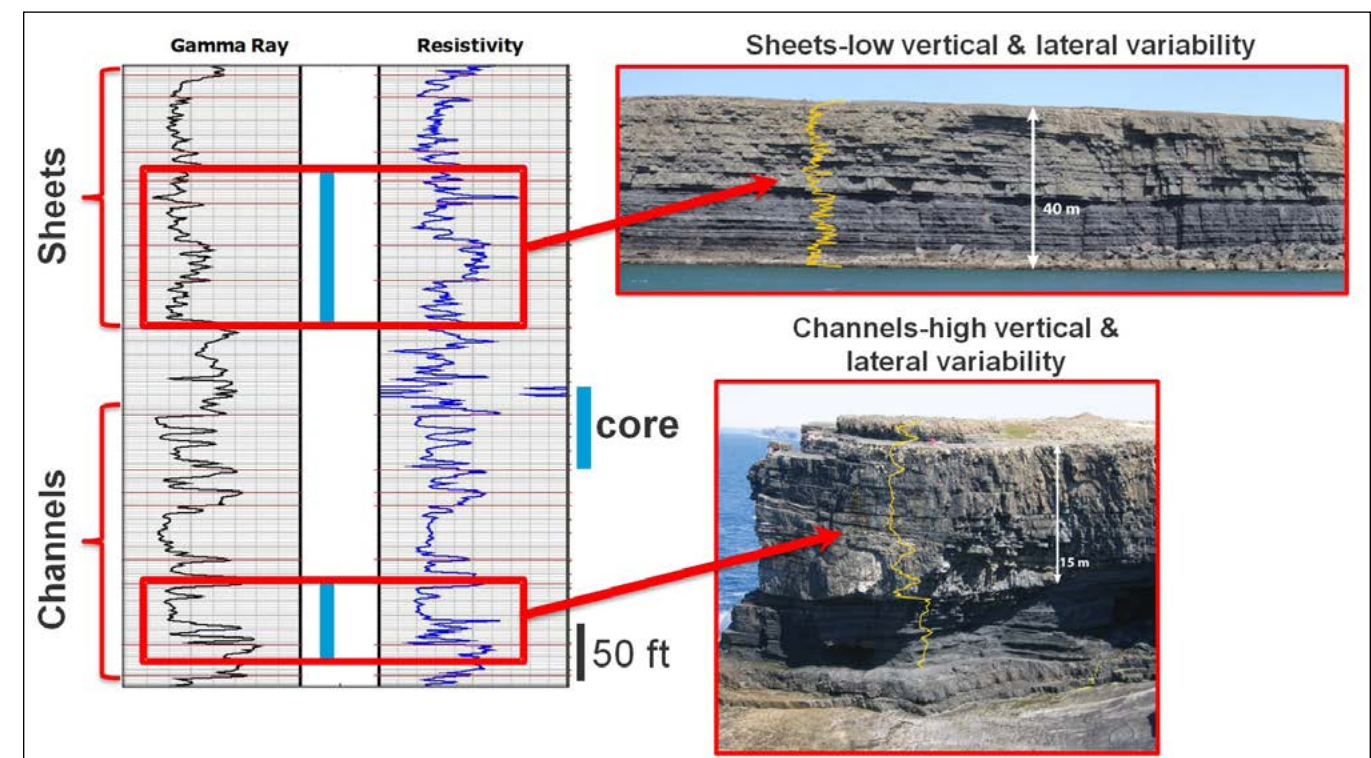 Gamma Ray
Resistivity
Sheets-low vertical & lateral variability
Sheets
40 m
Channels-high vertical &
lateral variability
core
Channels
15 m
50 ft